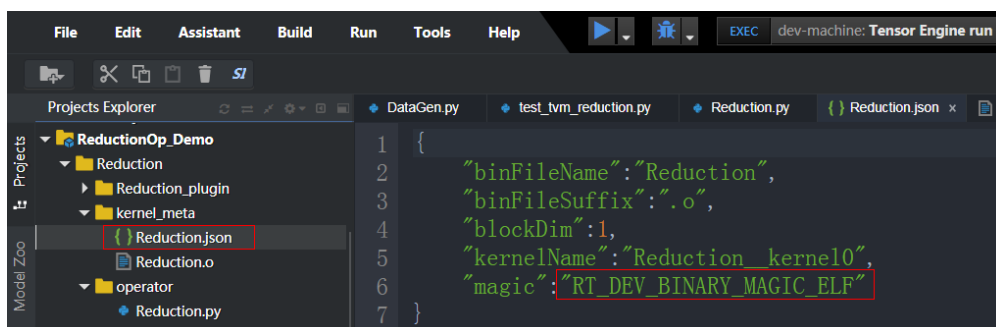 File Edit Assistant Build Run Tools Help EXEC dev-machine: Tensor Engine run
SI
Projects Explorer DataGen.py test_tvm_reduction.py Reduction.py { } Reduction.json ×
Projects
Model Zoo
ReductionOp_Demo
Reduction
Reduction_plugin
kernel_meta
{ } Reduction.json
Reduction.o
operator
Reduction.py
1 {
2 "binFileName":"Reduction",
3 "binFileSuffix":".o",
4 "blockDim":1,
5 "kernelName":"Reduction__kernel0",
6 "magic":"RT_DEV_BINARY_MAGIC_ELF"
7 }